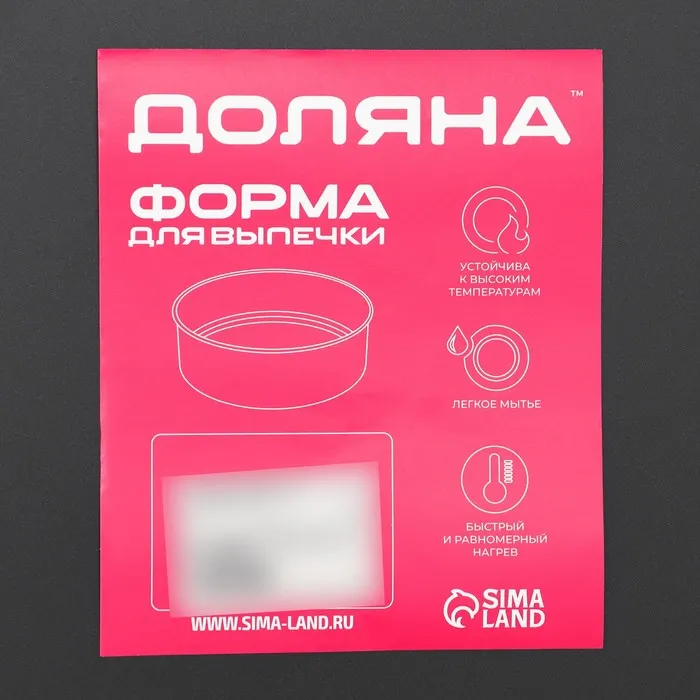 ДОЛЯНА™
ФОРМА
ДЛЯ ВЫПЕЧКИ
УСТОЙЧИВА
К ВЫСОКИМ
ТЕМПЕРАТУРАМ
ЛЕГКОЕ МЫТЬЕ
БЫСТРЫЙ
И РАВНОМЕРНЫЙ
НАГРЕВ
WWW.SIMA-LAND.RU
SIMA
LAND